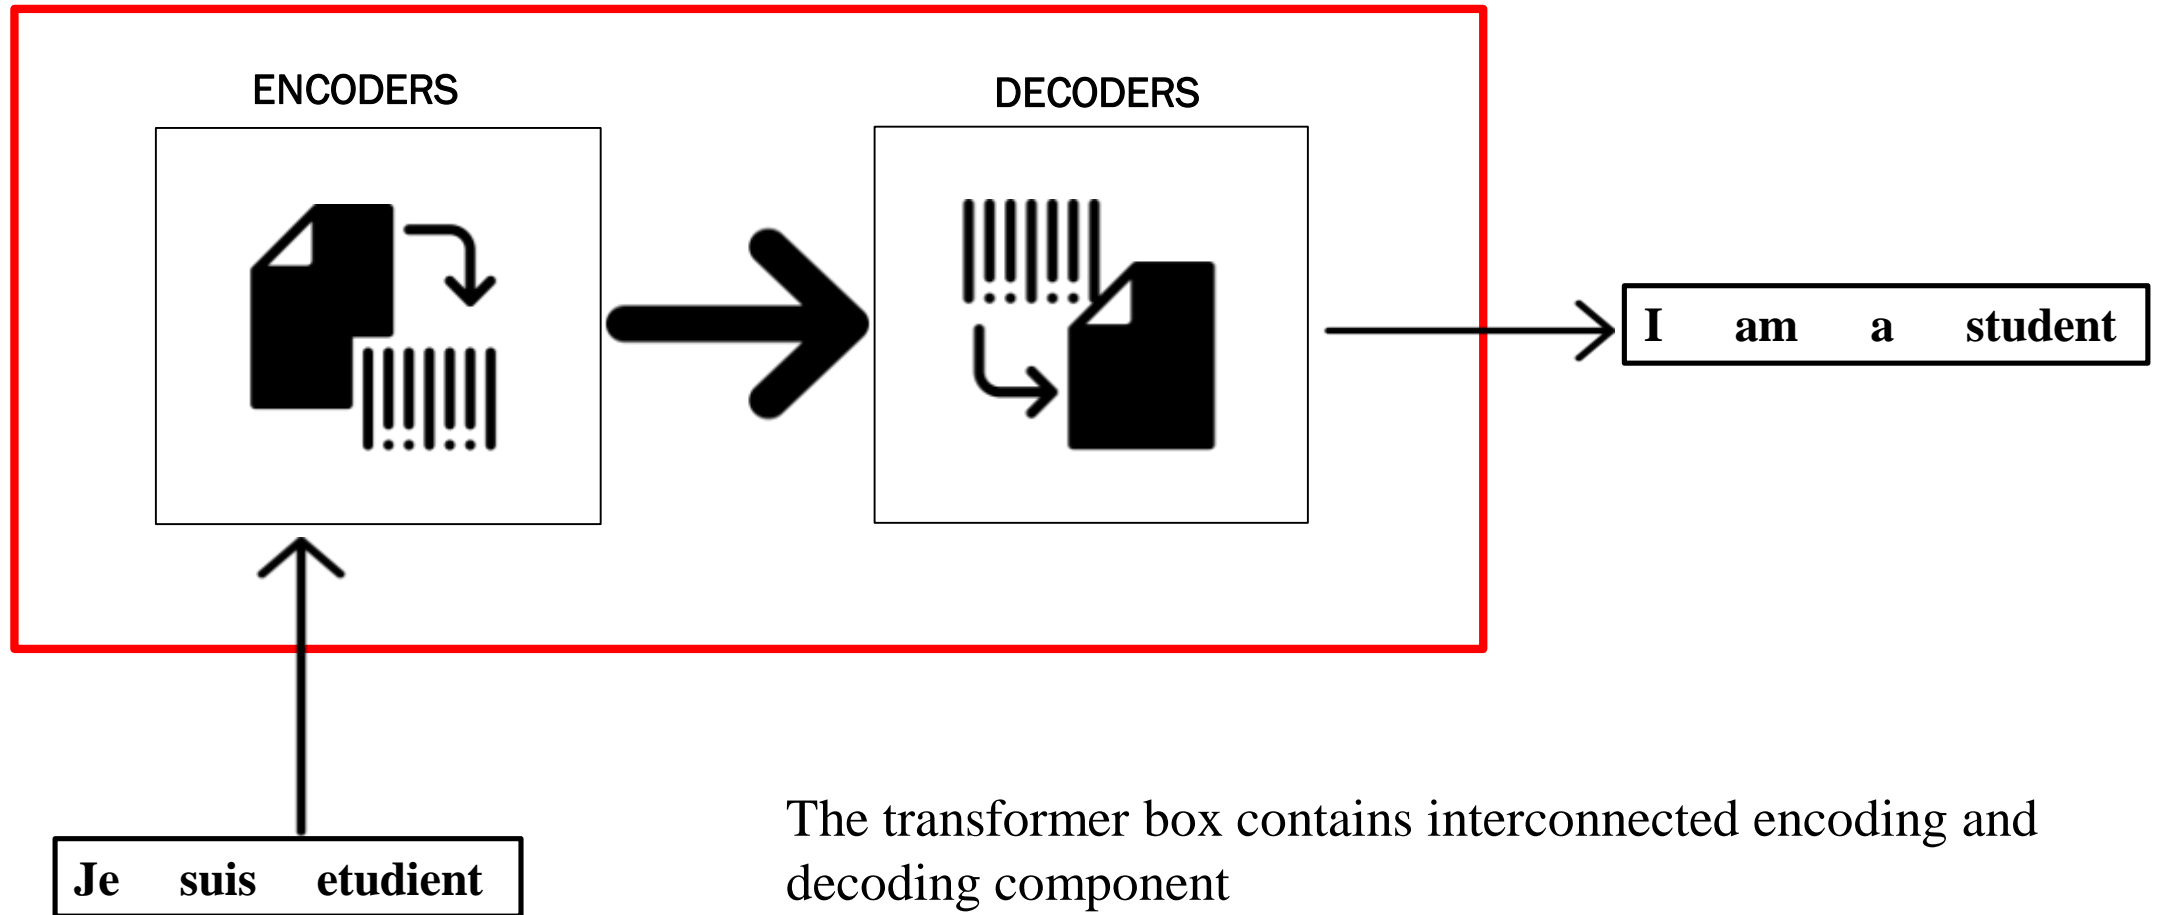 ENCODERS
DECODERS
I am a student
Je suis etudient
The transformer box contains interconnected encoding and
decoding component